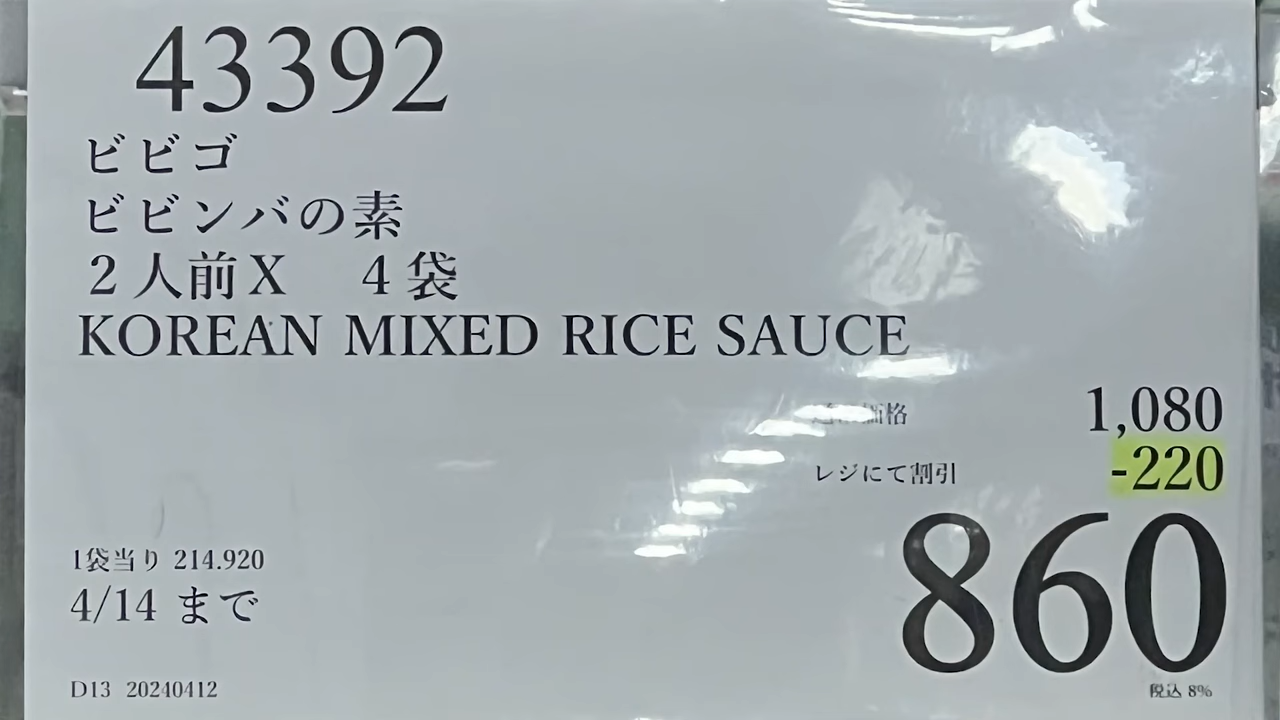 43392
ビビゴ
ビビンバの素
２人前X　４袋
KOREAN MIXED RICE SAUCE
価格 1,080
レジにて割引 -220
860
1袋当り 214.920
4/14 まで
税込 8%
D13 20240412